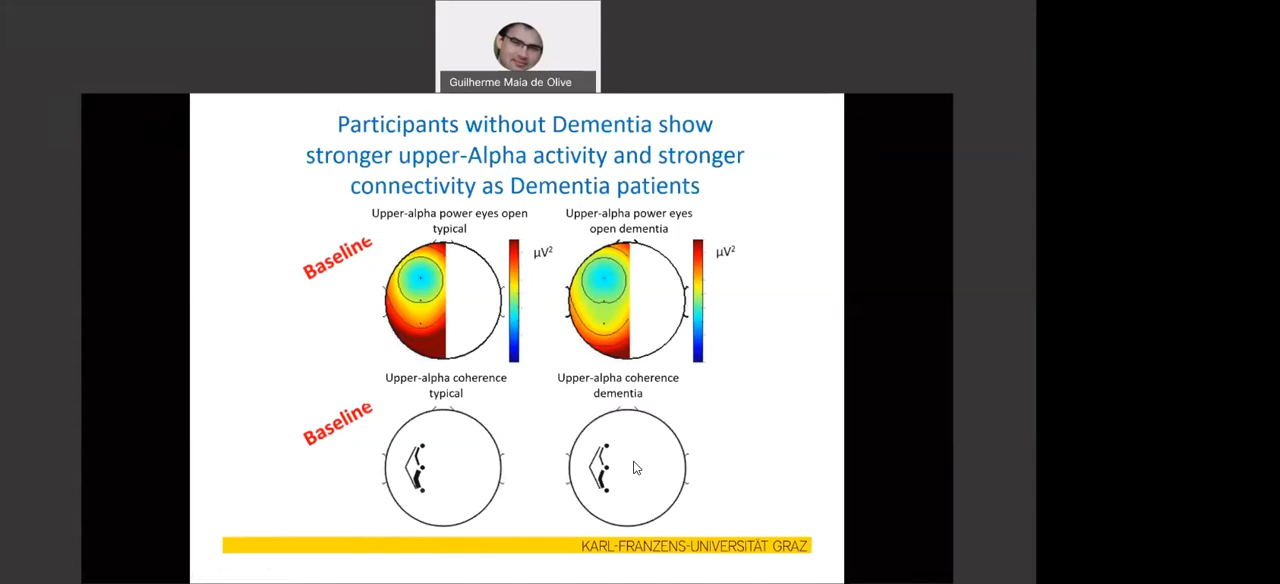 Guilherme Maia de Olive
Participants without Dementia show
stronger upper-Alpha activity and stronger
connectivity as Dementia patients
Upper-alpha power eyes open
typical
Upper-alpha power eyes
open dementia
Baseline
µV²
µV²
Upper-alpha coherence
typical
Upper-alpha coherence
dementia
Baseline
KARL-FRANZENS-UNIVERSITÄT GRAZ